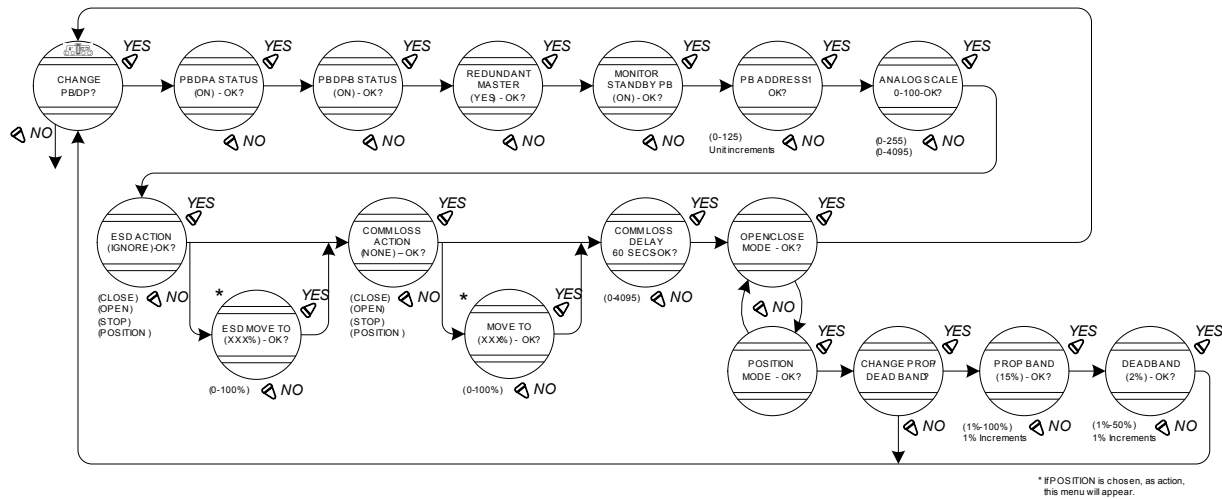 YES
YES
YES
YES
YES
YES
YES
CHANGE
PB/DP?
PBDPA STATUS
(ON) - OK?
PBDPB STATUS
(ON) - OK?
REDUNDANT
MASTER
(YES) - OK?
MONITOR
STANDBY PB
(ON) - OK?
PB ADDRESS1
OK?
ANALOG SCALE
0-100-OK?
NO
NO
NO
NO
NO
(0-125)
Unit increments
NO
(0-255)
(0-4095)
NO
YES
YES
YES
YES
ESD ACTION
(IGNORE)-OK?
COMM LOSS
ACTION
(NONE) – OK?
COMM LOSS
DELAY
60 SECS OK?
OPEN/CLOSE
MODE - OK?
(CLOSE)
(OPEN)
(STOP)
(POSITION)
NO
*
YES
ESD MOVE TO
(XXX%) - OK?
(0-100%)
NO
(CLOSE)
(OPEN)
(STOP)
(POSITION)
NO
*
YES
MOVE TO
(XXX%) - OK?
(0-100%)
NO
(0-4095)
NO
NO
YES
YES
YES
YES
POSITION
MODE - OK?
CHANGE PROP/
DEAD BAND?
PROP BAND
(15%) - OK?
DEADBAND
(2%) - OK?
NO
(1%-100%)
1% Increments
NO
(1%-50%)
1% Increments
NO
* If POSITION is chosen, as action,
this menu will appear.